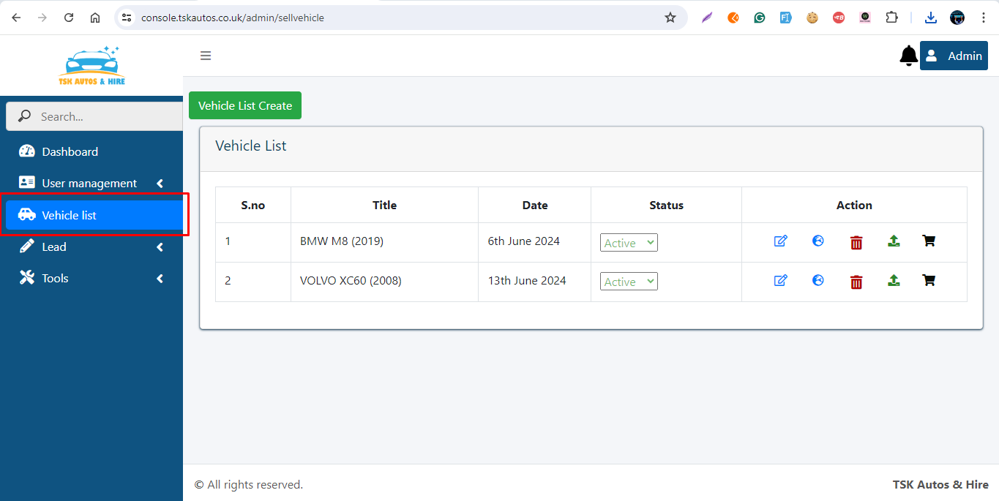 console.tskautos.co.uk/admin/sellvehicle
TSK AUTOS & HIRE
Admin
Search...
Dashboard
User management
Vehicle list
Lead
Tools
Vehicle List Create
Vehicle List
S.no Title Date Status Action
1 BMW M8 (2019) 6th June 2024 Active
2 VOLVO XC60 (2008) 13th June 2024 Active
© All rights reserved. TSK Autos & Hire